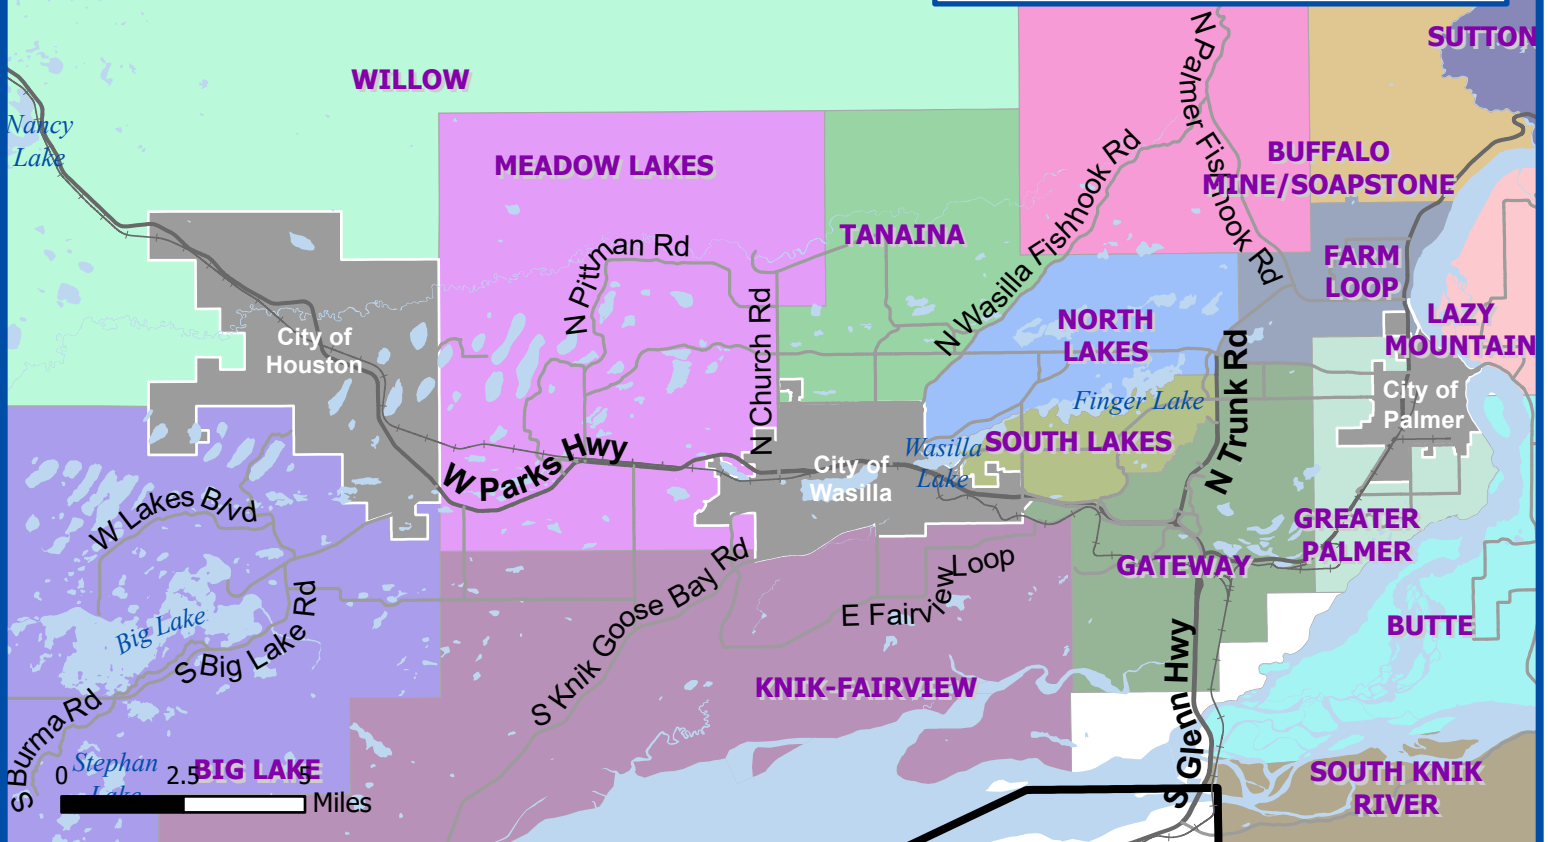 N Palmer Fishhook Rd
SUTTON
WILLOW
Nancy
Lake
MEADOW LAKES
N Wasilla Fishhook Rd
BUFFALO
MINE/SOAPSTONE
TANAINA
N Pittman Rd
FARM
LOOP
N Church Rd
NORTH
LAKES
LAZY
MOUNTAIN
City of
Houston
N Trunk Rd
Finger Lake
City of
Palmer
W Parks Hwy
Wasilla
Lake
SOUTH LAKES
City of
Wasilla
W Lakes Blvd
GREATER
PALMER
GATEWAY
S Knik Goose Bay Rd
E Fairview Loop
Big Lake
S Big Lake Rd
BUTTE
S Glenn Hwy
KNIK-FAIRVIEW
S Burma Rd
Stephan
Lake
BIG LAKE
0 2.5 5
Miles
SOUTH KNIK
RIVER